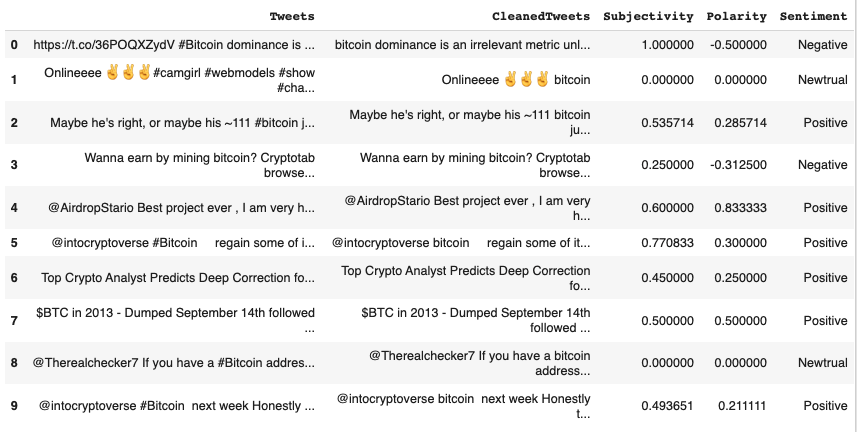 Tweets CleanedTweets Subjectivity Polarity Sentiment
0 https://t.co/36POQXZydV #Bitcoin dominance is ... bitcoin dominance is an irrelevant metric unl... 1.000000 -0.500000 Negative
1 Onlineeee ✌✌✌#camgirl #webmodels #show
#cha... Onlineeee ✌✌✌ bitcoin 0.000000 0.000000 Newtrual
2 Maybe he's right, or maybe his ~111 #bitcoin j... Maybe he's right, or maybe his ~111 bitcoin
ju... 0.535714 0.285714 Positive
3 Wanna earn by mining bitcoin? Cryptotab
browse... Wanna earn by mining bitcoin? Cryptotab
browse... 0.250000 -0.312500 Negative
4 @AirdropStario Best project ever , I am very h... @AirdropStario Best project ever , I am very
h... 0.600000 0.833333 Positive
5 @intocryptoverse #Bitcoin regain some of i... @intocryptoverse bitcoin regain some of it... 0.770833 0.300000 Positive
6 Top Crypto Analyst Predicts Deep Correction fo... Top Crypto Analyst Predicts Deep Correction
fo... 0.450000 0.250000 Positive
7 $BTC in 2013 - Dumped September 14th followed
... $BTC in 2013 - Dumped September 14th
followed ... 0.500000 0.500000 Positive
8 @Therealchecker7 If you have a #Bitcoin addres... @Therealchecker7 If you have a bitcoin
address... 0.000000 0.000000 Newtrual
9 @intocryptoverse #Bitcoin next week Honestly ... @intocryptoverse bitcoin next week Honestly
t... 0.493651 0.211111 Positive